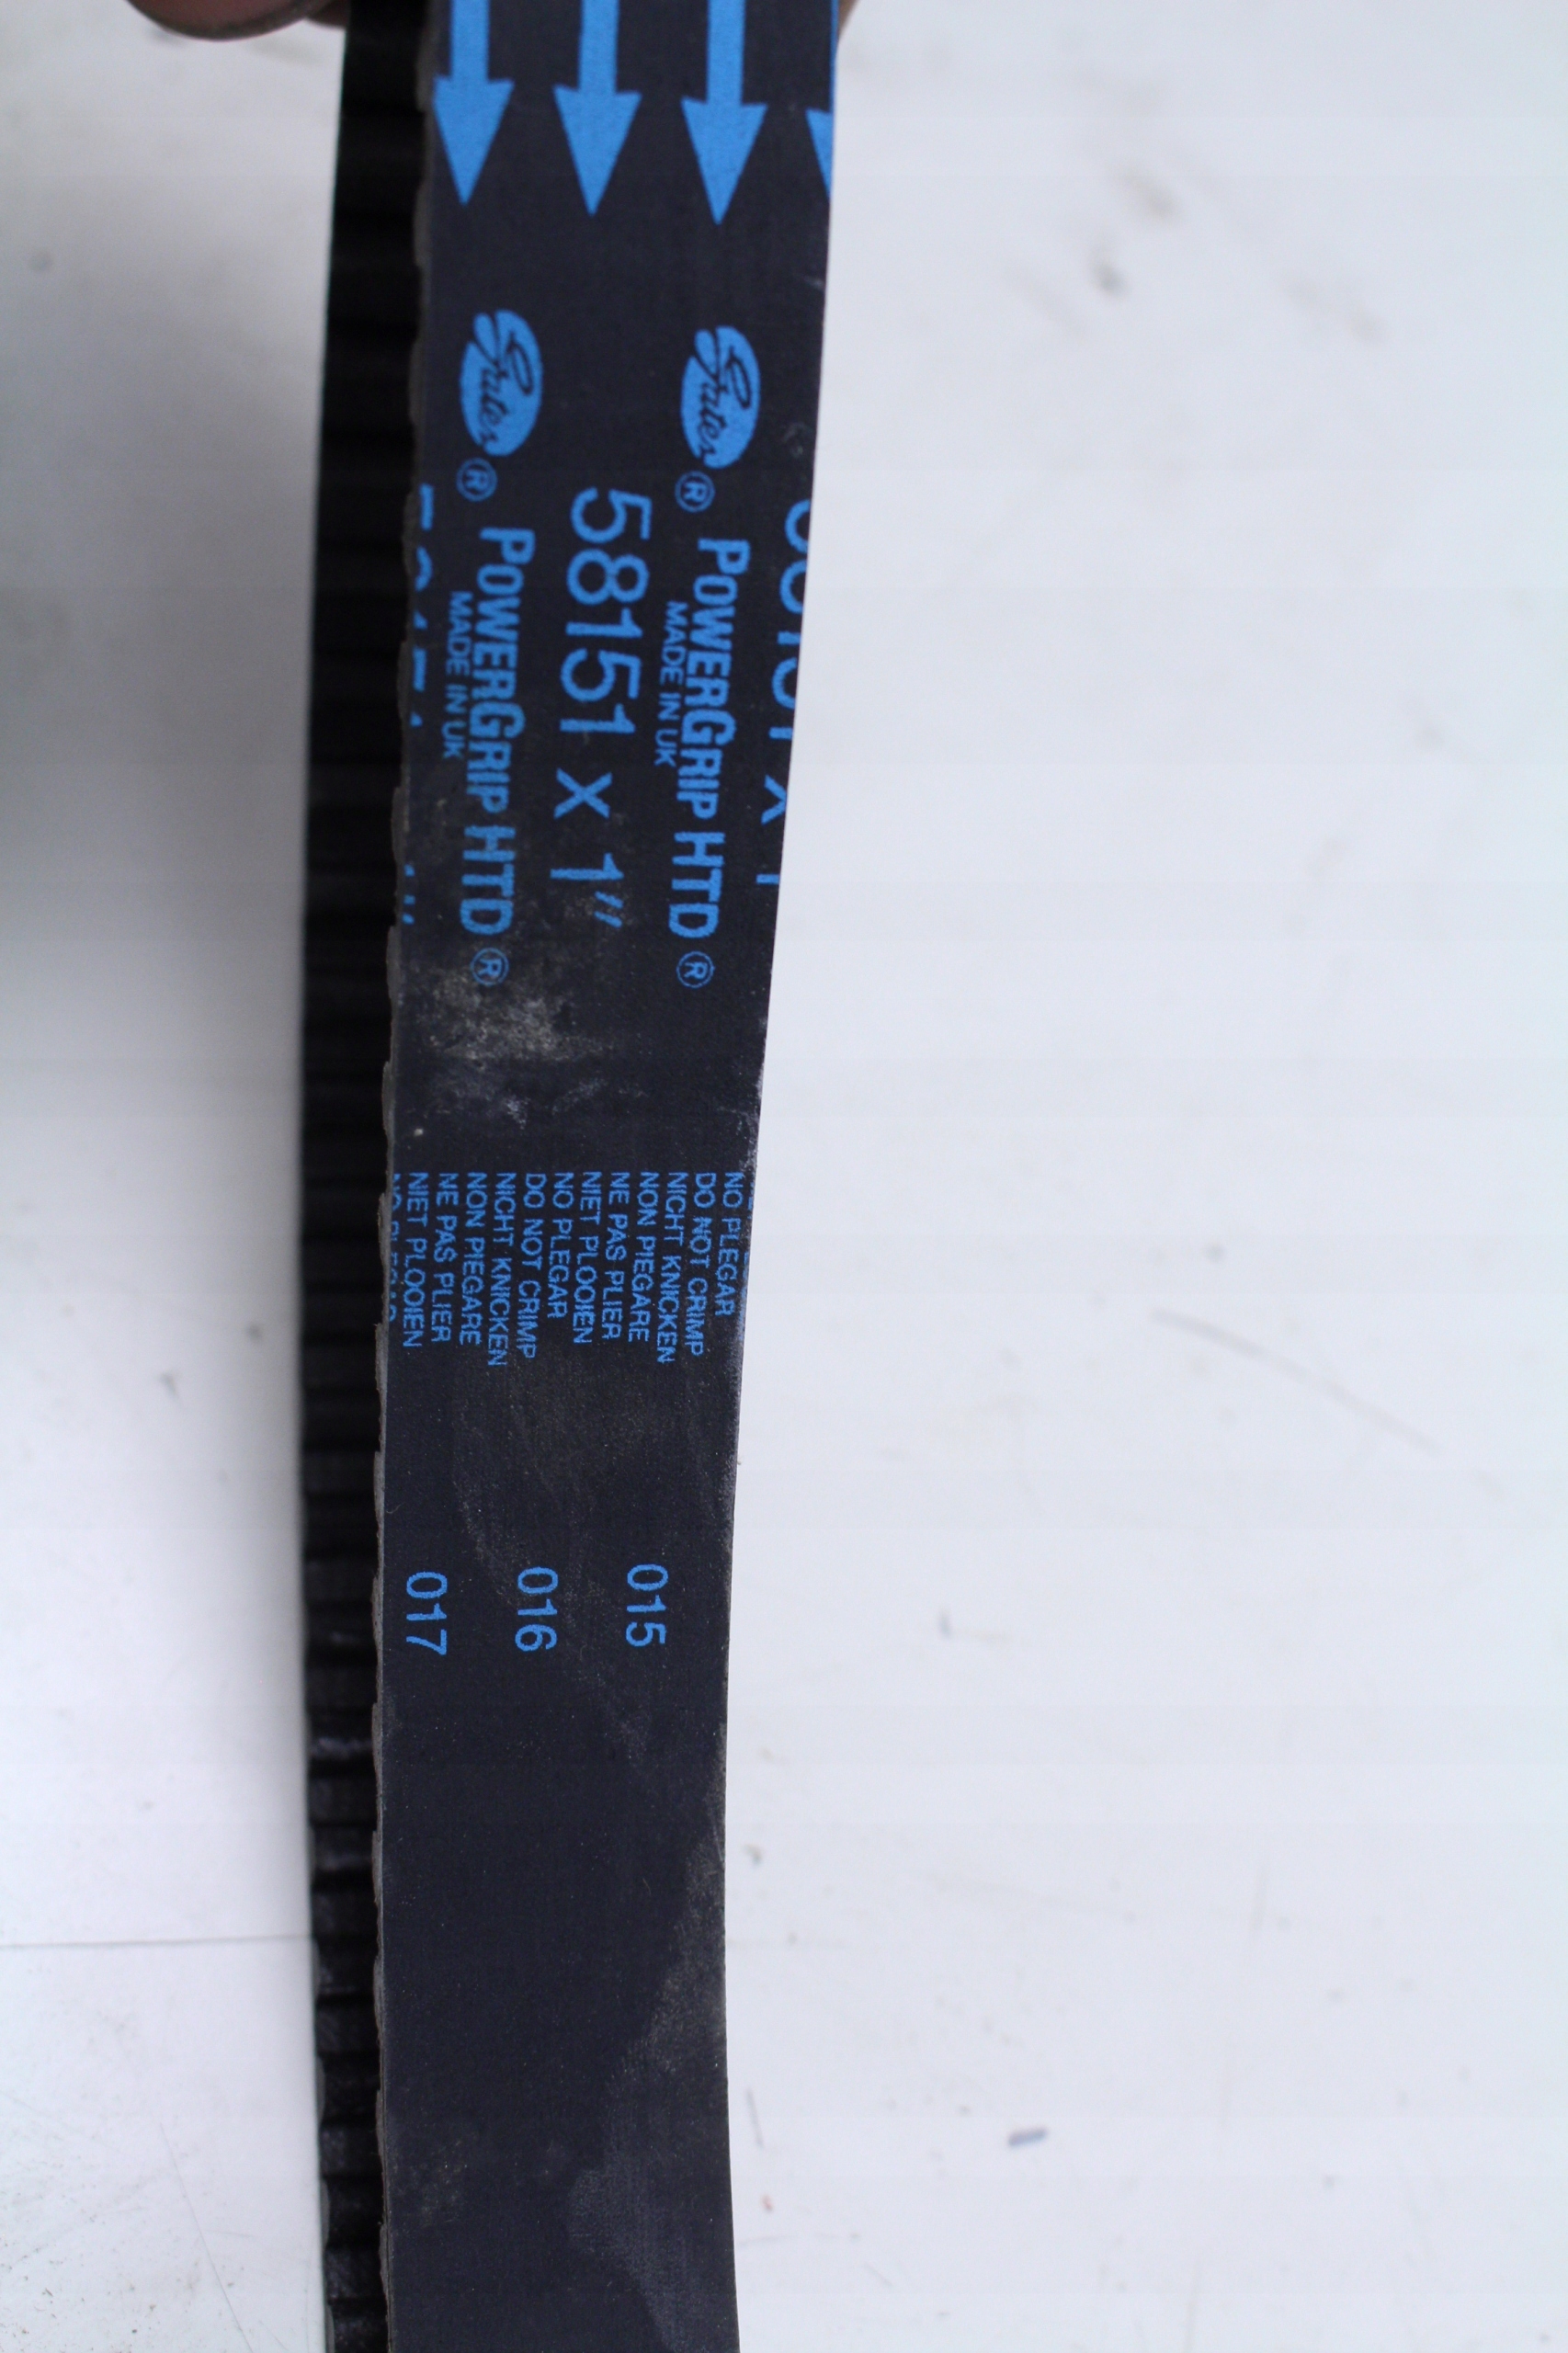 Gates® POWERGRIP HTD®
MADE IN UK
58151 x 1"
Gates® POWERGRIP HTD®
MADE IN UK
NO PLEGAR
DO NOT CRIMP
NICHT KNICKEN
NON PIEGARE
NE PAS PLIER
NIET PLOOIEN
NO PLEGAR
DO NOT CRIMP
NICHT KNICKEN
NON PIEGARE
NE PAS PLIER
NIET PLOOIEN
015
016
017